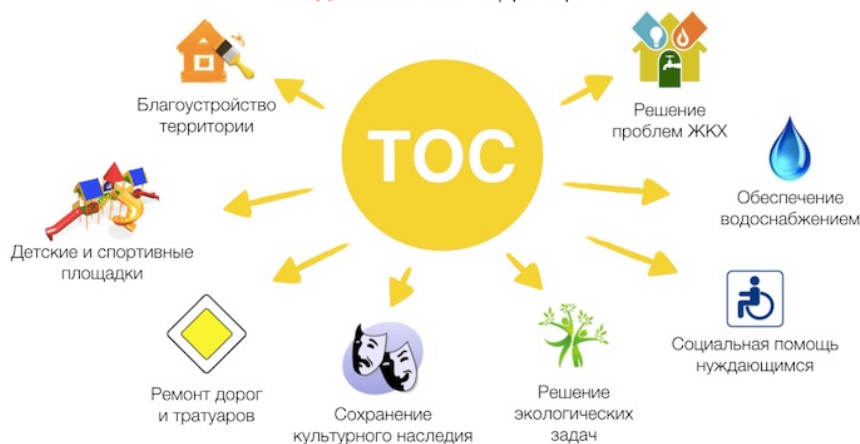 ТОС
Благоустройство
территории
Решение
проблем ЖКХ
Обеспечение
водоснабжением
Детские и спортивные
площадки
Социальная помощь
нуждающимся
Ремонт дорог
и тратуаров
Сохранение
культурного наследия
Решение
экологических
задач